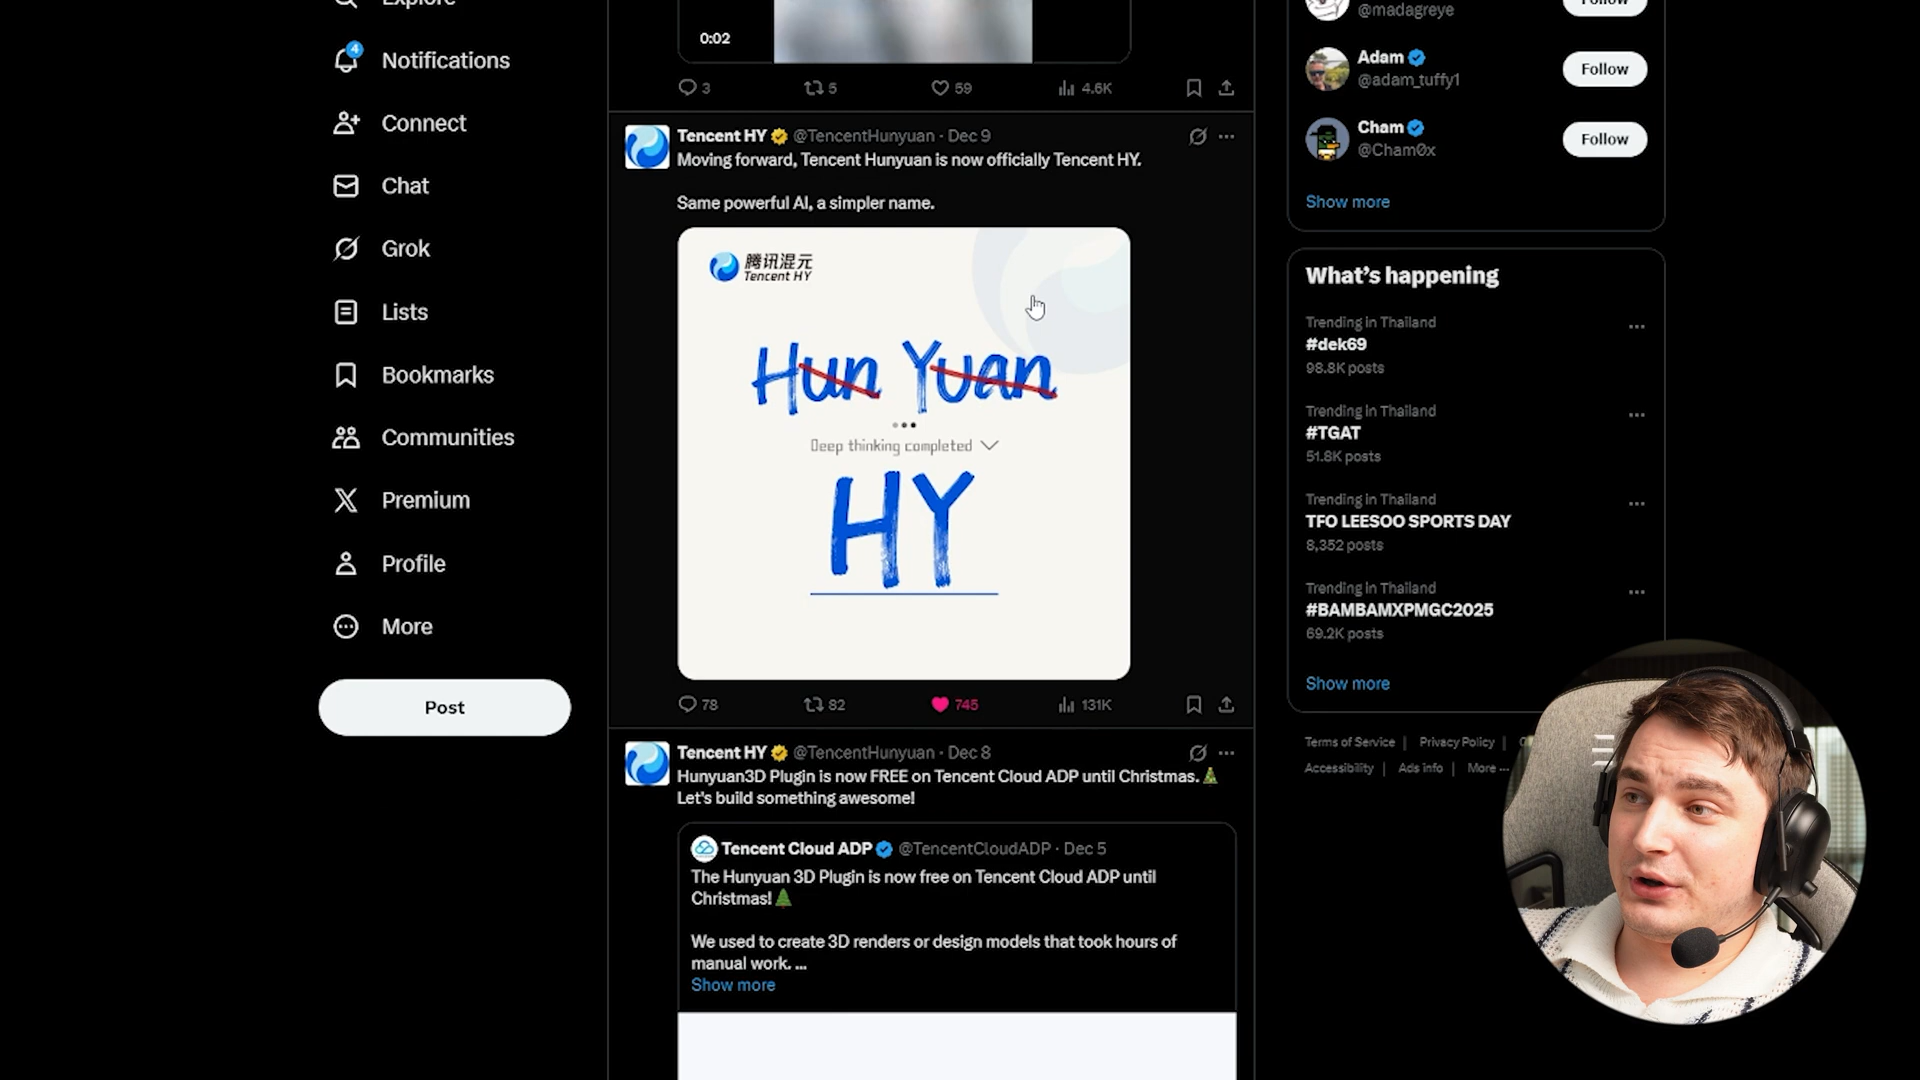 Explore
4
Notifications
Connect
Chat
Grok
Lists
Bookmarks
Communities
Premium
Profile
More
Post
0:02
3 5 59 4.6K
Tencent HY @TencentHunyuan · Dec 9
Moving forward, Tencent Hunyuan is now officially Tencent HY.
Same powerful AI, a simpler name.
腾讯混元
Tencent HY
Hun Yuan
Deep thinking completed
HY
78 82 745 131K
Tencent HY @TencentHunyuan · Dec 8
Hunyuan3D Plugin is now FREE on Tencent Cloud ADP until Christmas.🎄
Let's build something awesome!
Tencent Cloud ADP @TencentCloudADP · Dec 5
The Hunyuan 3D Plugin is now free on Tencent Cloud ADP until
Christmas!🎄
We used to create 3D renders or design models that took hours of
manual work. ...
Show more
@madagreye
Follow
Adam
@adam_tuffy1
Follow
Cham
@Cham0x
Follow
Show more
What's happening
Trending in Thailand
#dek69
98.8K posts
Trending in Thailand
#TGAT
51.8K posts
Trending in Thailand
TFO LEESOO SPORTS DAY
8,352 posts
Trending in Thailand
#BAMBAMXPMGC2025
69.2K posts
Show more
Terms of Service | Privacy Policy |
Accessibility | Ads info | More ...